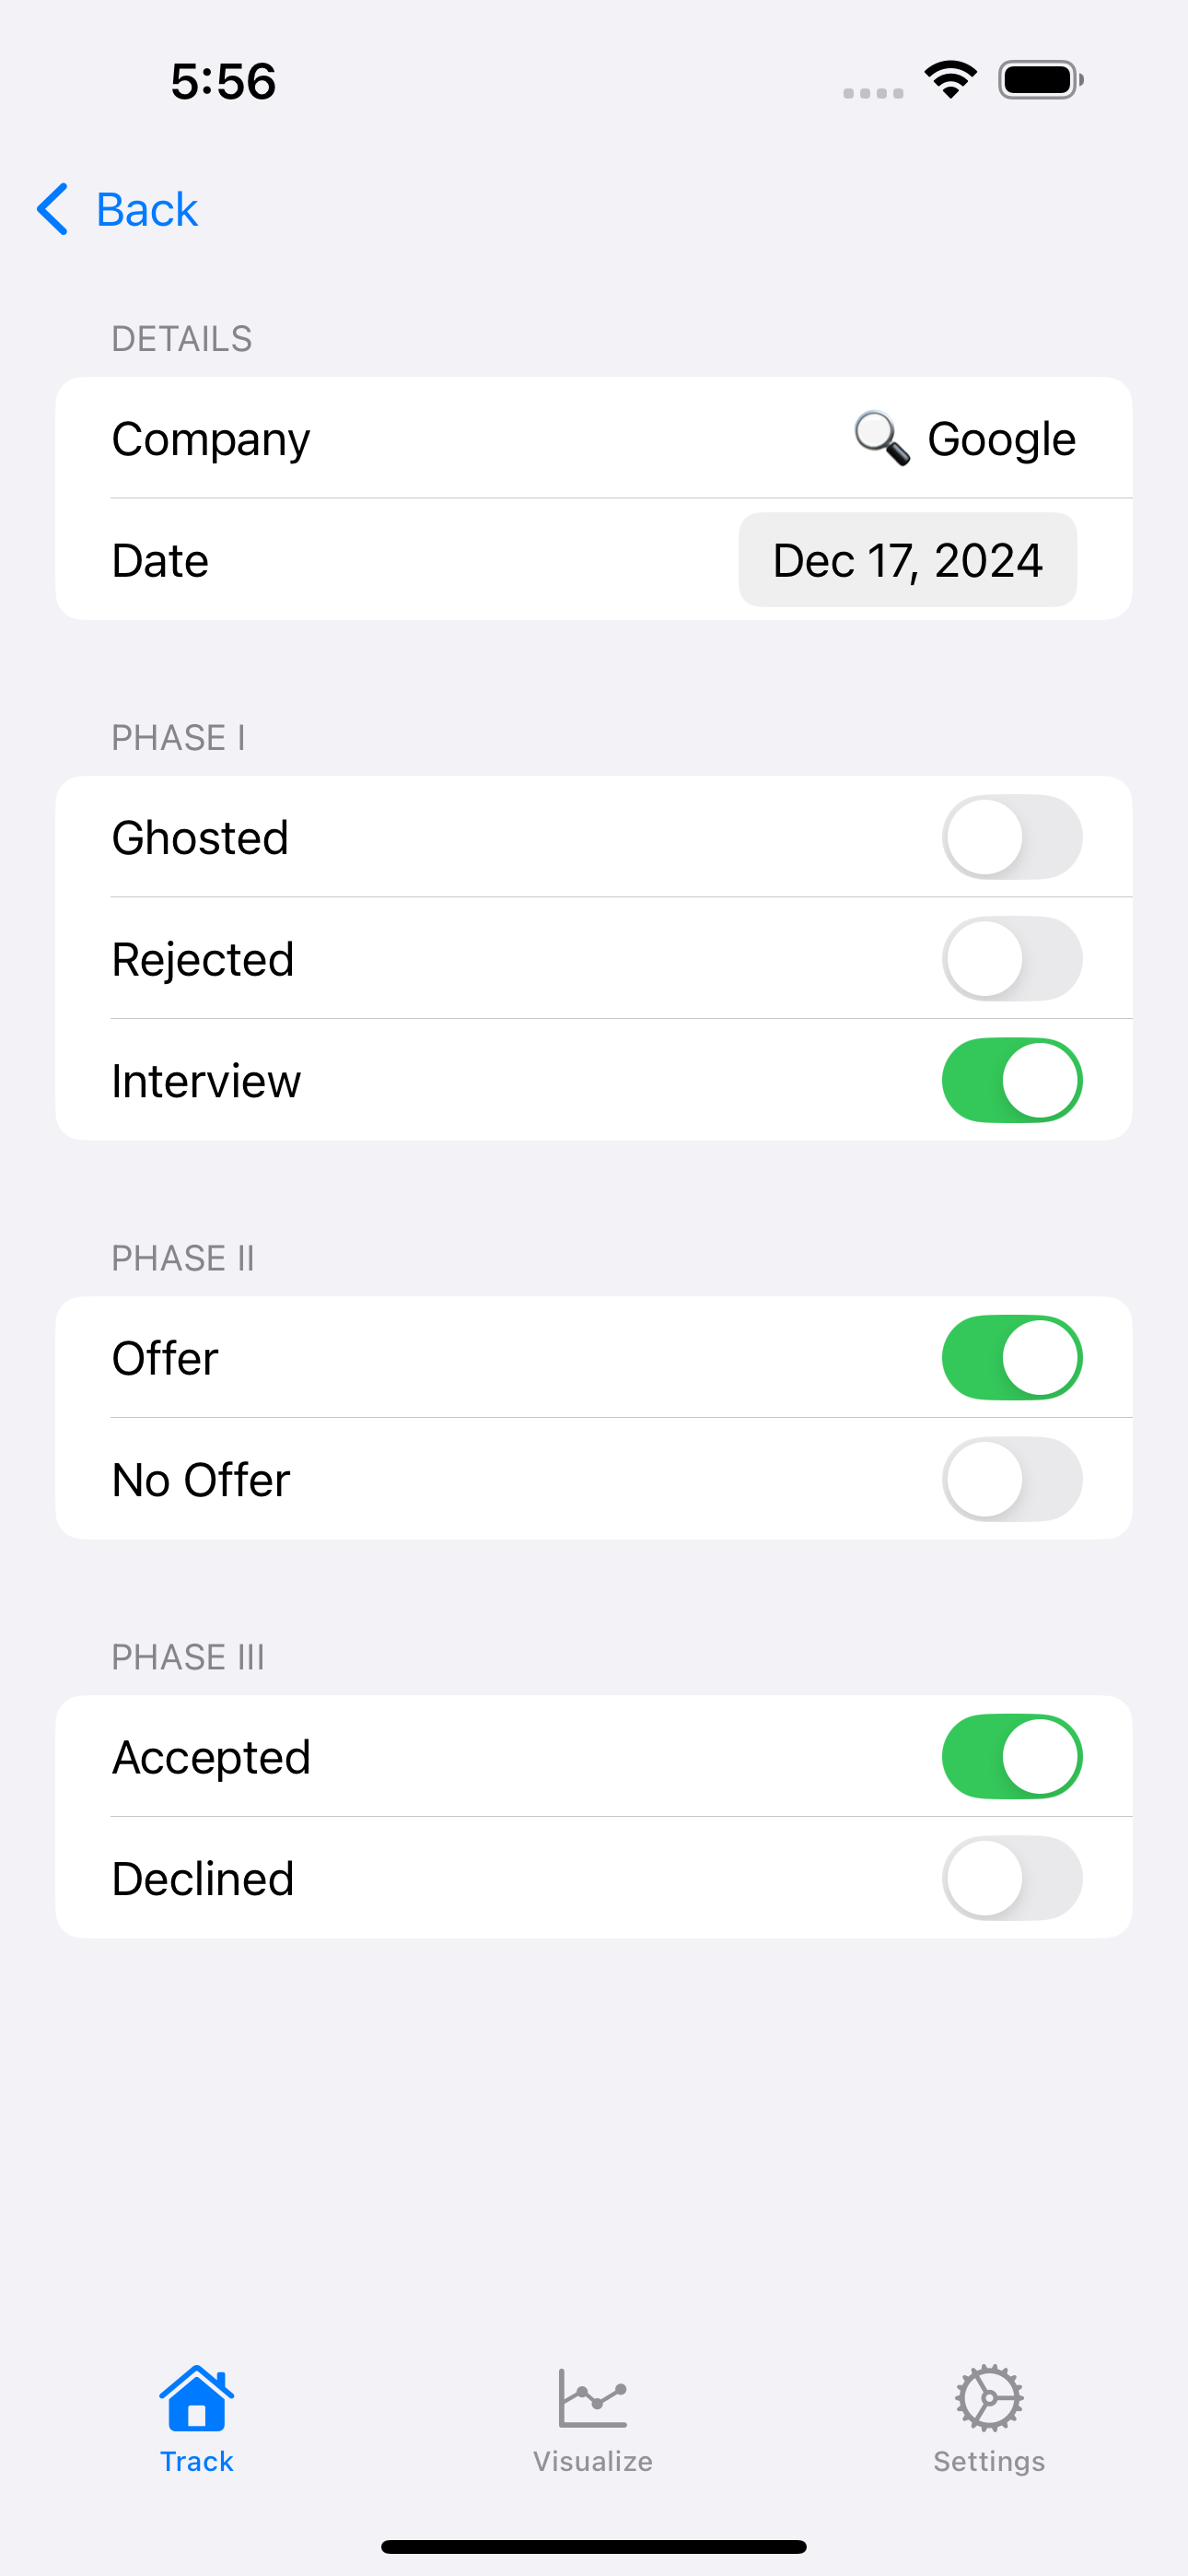 5:56
Back
DETAILS
Company 🔍 Google
Date Dec 17, 2024
PHASE I
Ghosted
Rejected
Interview
PHASE II
Offer
No Offer
PHASE III
Accepted
Declined
Track Visualize Settings